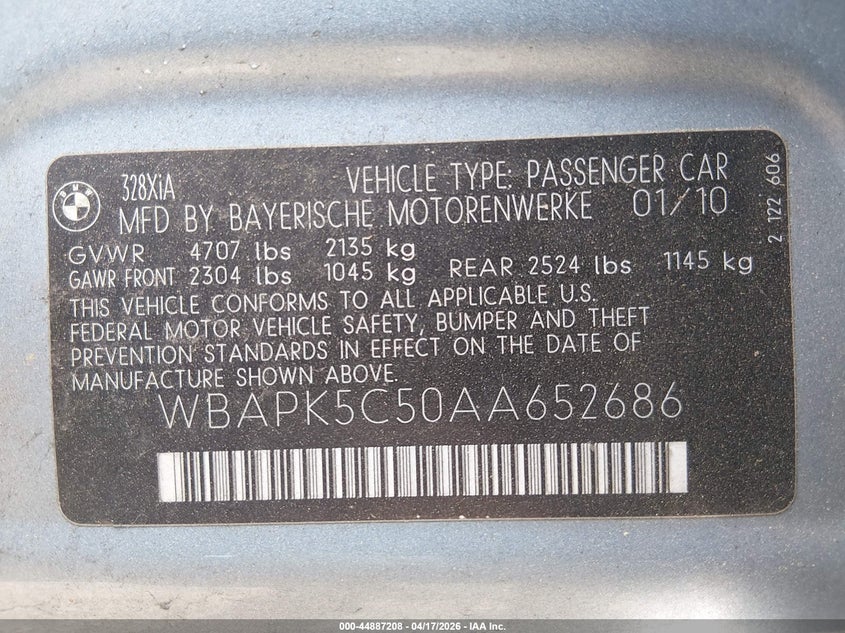 BMW 328XiA VEHICLE TYPE: PASSENGER CAR
MFD BY BAYERISCHE MOTORENWERKE 01/10
GVWR 4707 lbs 2135 kg
GAWR FRONT 2304 lbs 1045 kg REAR 2524 lbs 1145 kg
THIS VEHICLE CONFORMS TO ALL APPLICABLE U.S.
FEDERAL MOTOR VEHICLE SAFETY, BUMPER AND THEFT
PREVENTION STANDARDS IN EFFECT ON THE DATE OF
MANUFACTURE SHOWN ABOVE.
WBAPK5C50AA652686
2 122 606
000-44887208 - 04/17/2026 - IAA Inc.